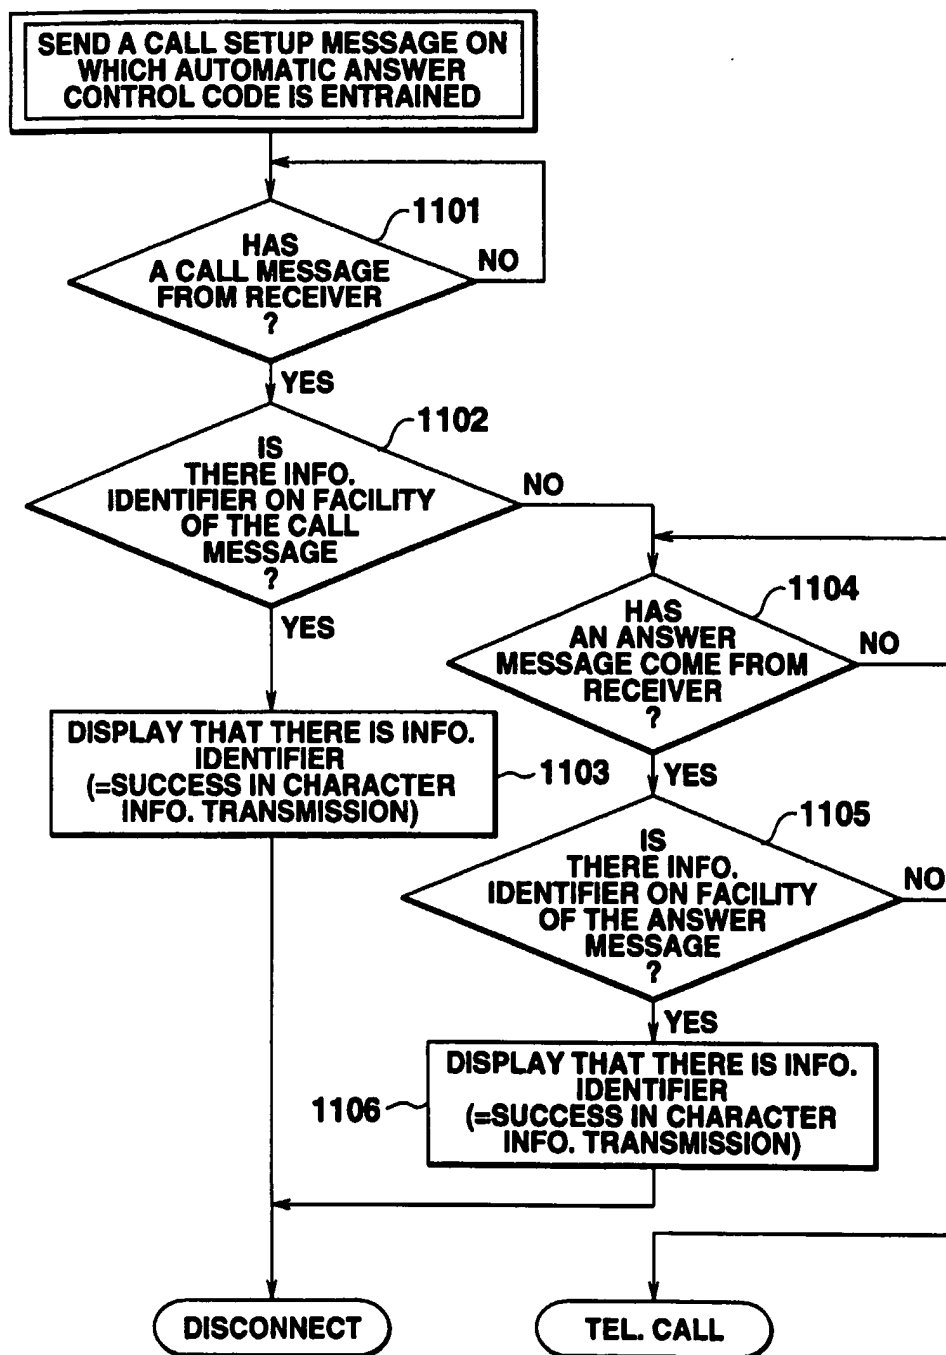 SEND A CALL SETUP MESSAGE ON
WHICH AUTOMATIC ANSWER
CONTROL CODE IS ENTRAINED
1101
HAS
A CALL MESSAGE
FROM RECEIVER
?
NO
YES
1102
IS
THERE INFO.
IDENTIFIER ON FACILITY
OF THE CALL
MESSAGE
?
NO
YES
1104
HAS
AN ANSWER
MESSAGE COME FROM
RECEIVER
?
NO
YES
DISPLAY THAT THERE IS INFO.
IDENTIFIER
(=SUCCESS IN CHARACTER
INFO. TRANSMISSION)
1103
1105
IS
THERE INFO.
IDENTIFIER ON FACILITY
OF THE ANSWER
MESSAGE
?
NO
YES
DISPLAY THAT THERE IS INFO.
IDENTIFIER
(=SUCCESS IN CHARACTER
INFO. TRANSMISSION)
1106
DISCONNECT
TEL. CALL